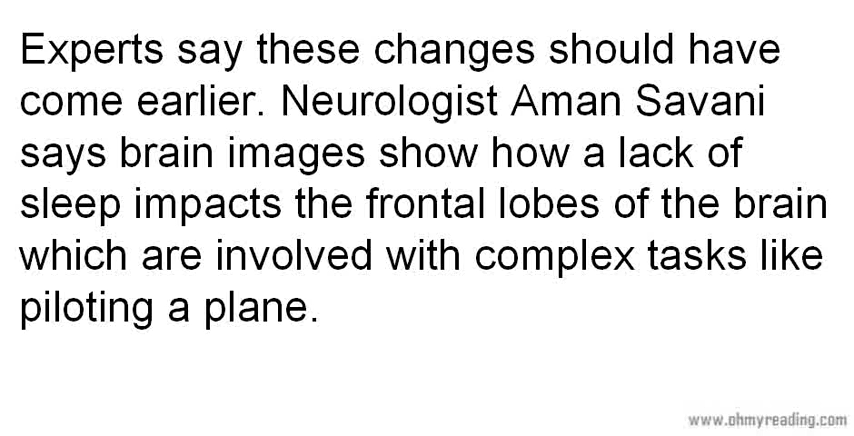 Experts say these changes should have
come earlier. Neurologist Aman Savani
says brain images show how a lack of
sleep impacts the frontal lobes of the brain
which are involved with complex tasks like
piloting a plane.
www.ohmyreading.com